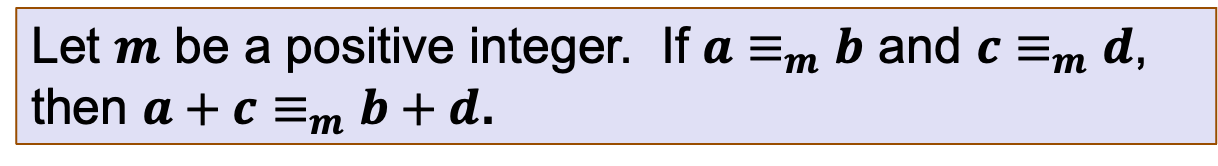 Let m be a positive integer.  If a ≡ₘ b and c ≡ₘ d,
then a + c ≡ₘ b + d.